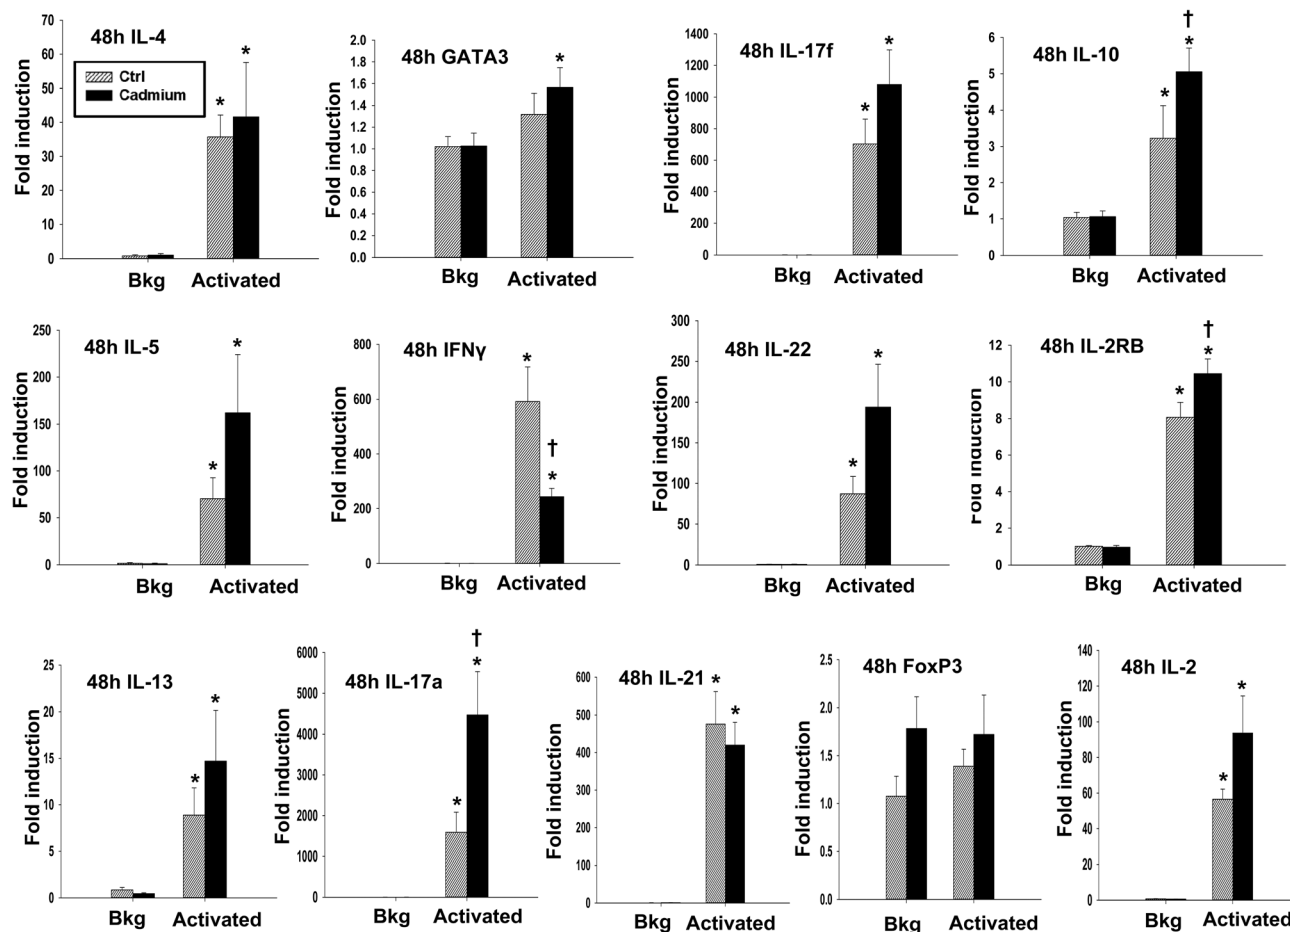 48h IL-4
Ctrl
Cadmium
Fold induction
70
60
50
40
30
20
10
0
* *
Bkg Activated
48h GATA3
Fold induction
2.0
1.8
1.6
1.4
1.2
1.0
0.8
0.6
0.4
0.2
0.0
*
Bkg Activated
48h IL-17f
Fold induction
1400
1200
1000
800
600
400
200
0
* *
Bkg Activated
48h IL-10
Fold induction
6
5
4
3
2
1
0
†
* *
Bkg Activated
48h IL-5
Fold induction
250
200
150
100
50
0
* *
Bkg Activated
48h IFNγ
Fold induction
800
600
400
200
0
†
* *
Bkg Activated
48h IL-22
Fold induction
300
250
200
150
100
50
0
* *
Bkg Activated
48h IL-2RB
Fold induction
12
10
8
6
4
2
0
†
* *
Bkg Activated
48h IL-13
Fold induction
25
20
15
10
5
0
* *
Bkg Activated
48h IL-17a
Fold induction
6000
5000
4000
3000
2000
1000
0
†
* *
Bkg Activated
48h IL-21
Fold induction
600
500
400
300
200
100
0
* *
Bkg Activated
48h FoxP3
Fold induction
2.5
2.0
1.5
1.0
0.5
0.0
Bkg Activated
48h IL-2
Fold induction
140
120
100
80
60
40
20
0
* *
Bkg Activated